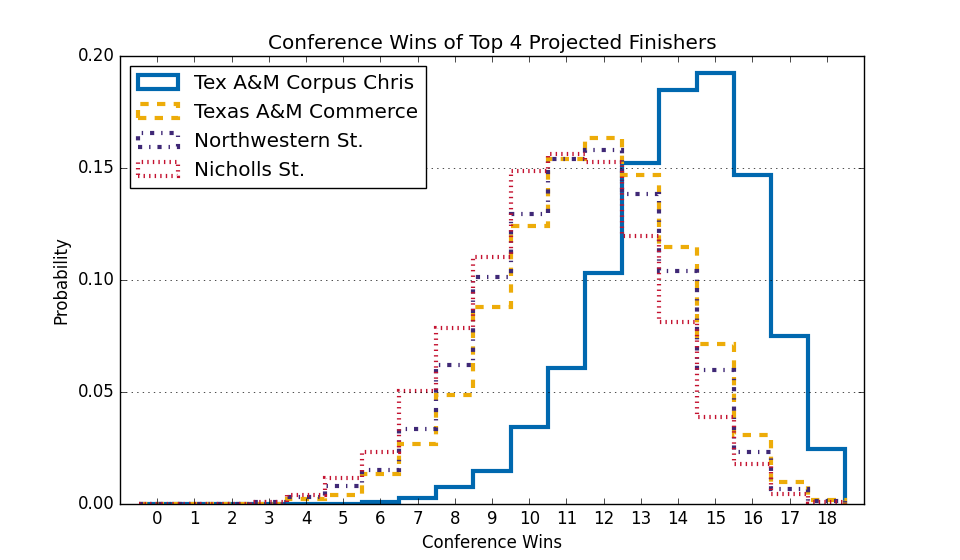 Conference Wins of Top 4 Projected Finishers
0.20
Tex A&M Corpus Chris
Texas A&M Commerce
Northwestern St.
Nicholls St.
0.15
0.10
0.05
0.00
Probability
0 1 2 3 4 5 6 7 8 9 10 11 12 13 14 15 16 17 18
Conference Wins